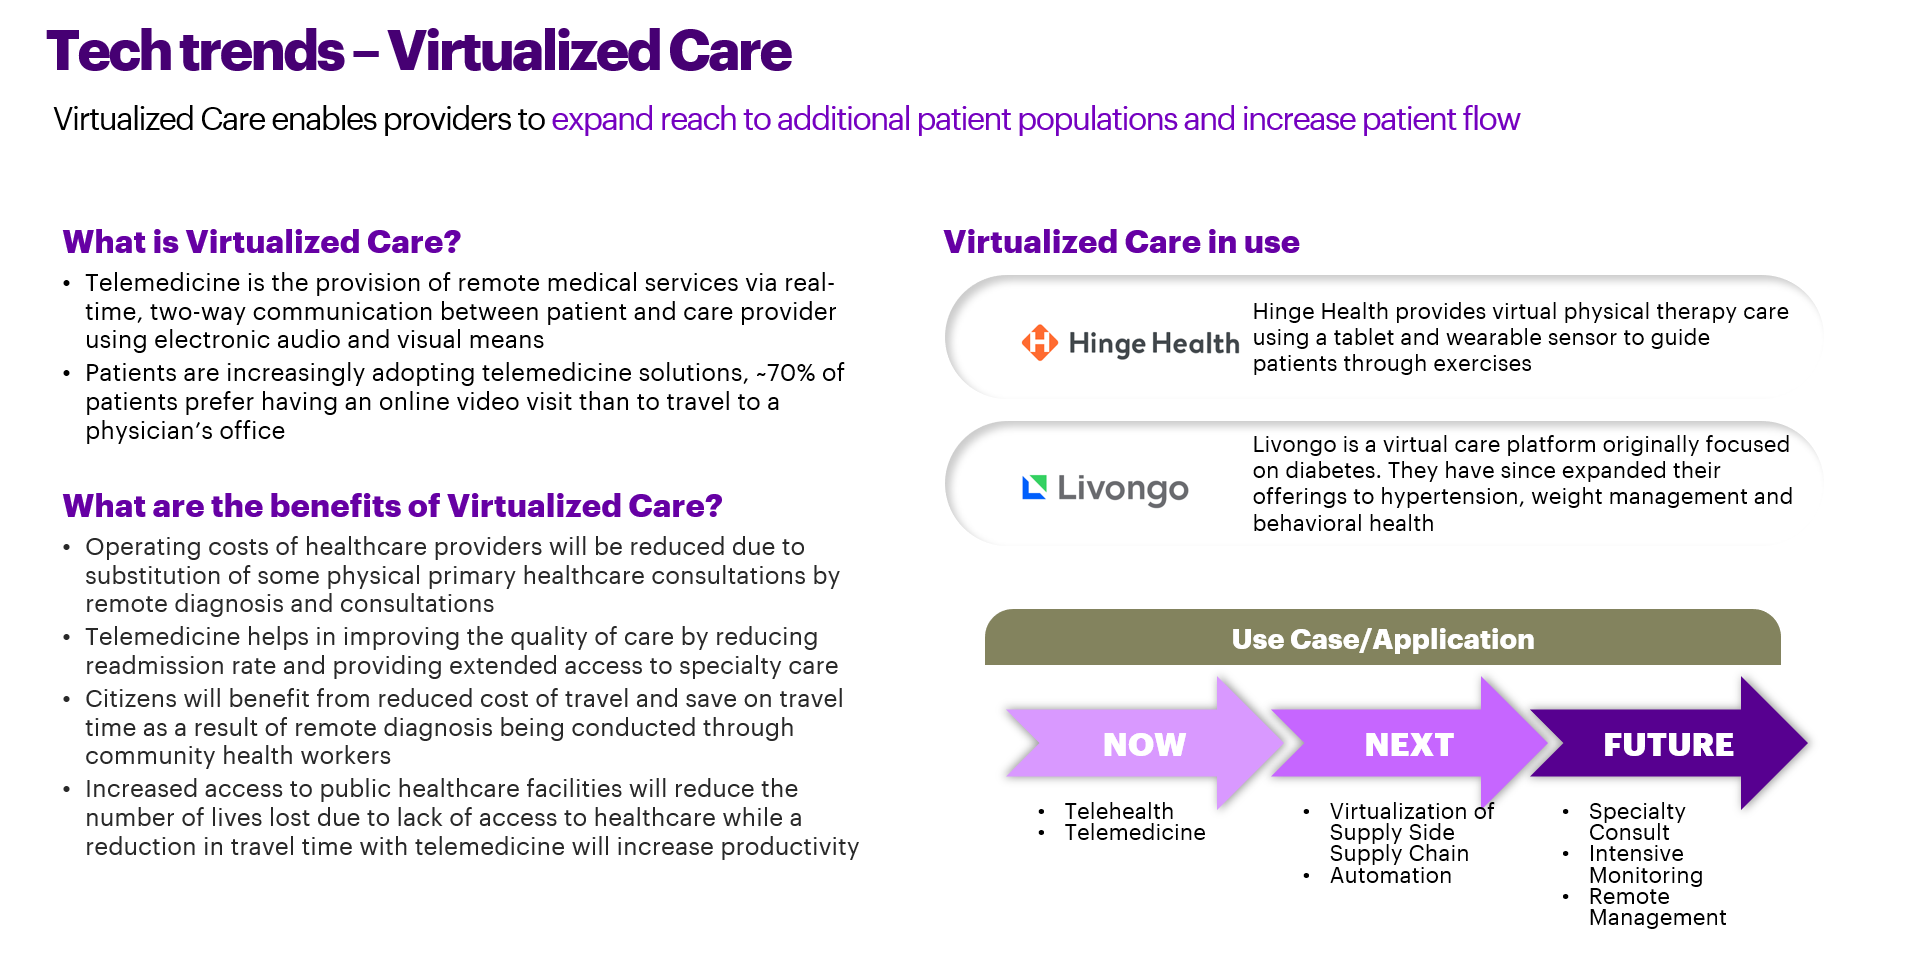 Tech trends – Virtualized Care
Virtualized Care enables providers to expand reach to additional patient populations and increase patient flow
What is Virtualized Care?
• Telemedicine is the provision of remote medical services via real-
time, two-way communication between patient and care provider
using electronic audio and visual means
• Patients are increasingly adopting telemedicine solutions, ~70% of
patients prefer having an online video visit than to travel to a
physician’s office
What are the benefits of Virtualized Care?
• Operating costs of healthcare providers will be reduced due to
substitution of some physical primary healthcare consultations by
remote diagnosis and consultations
• Telemedicine helps in improving the quality of care by reducing
readmission rate and providing extended access to specialty care
• Citizens will benefit from reduced cost of travel and save on travel
time as a result of remote diagnosis being conducted through
community health workers
• Increased access to public healthcare facilities will reduce the
number of lives lost due to lack of access to healthcare while a
reduction in travel time with telemedicine will increase productivity
Virtualized Care in use
H Hinge Health
Hinge Health provides virtual physical therapy care
using a tablet and wearable sensor to guide
patients through exercises
Livongo
Livongo is a virtual care platform originally focused
on diabetes. They have since expanded their
offerings to hypertension, weight management and
behavioral health
Use Case/Application
NOW
• Telehealth
• Telemedicine
NEXT
• Virtualization of
Supply Side
Supply Chain
• Automation
FUTURE
• Specialty
Consult
• Intensive
Monitoring
• Remote
Management